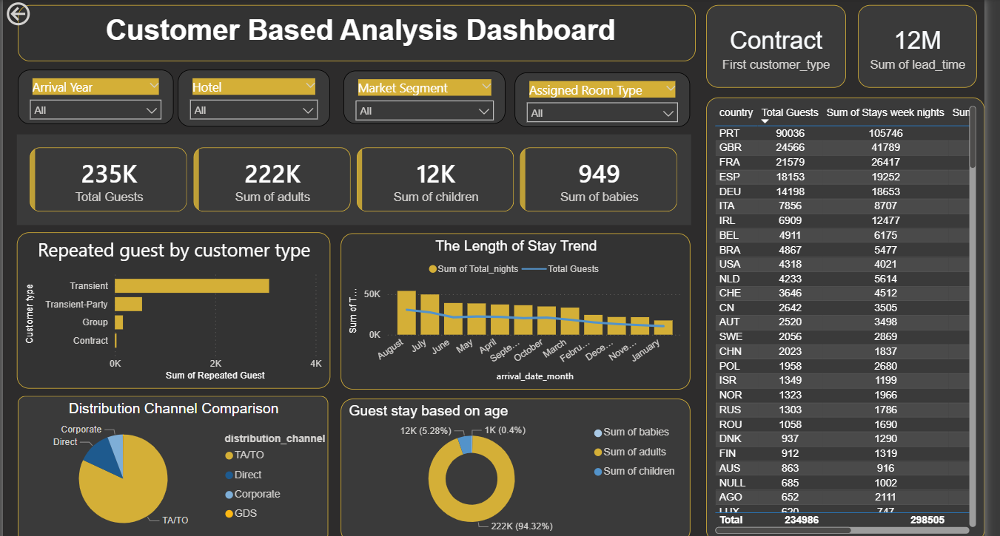 Customer Based Analysis Dashboard
Contract
First customer_type
12M
Sum of lead_time
Arrival Year
All
Hotel
All
Market Segment
All
Assigned Room Type
All
235K
Total Guests
222K
Sum of adults
12K
Sum of children
949
Sum of babies
Repeated guest by customer type
Customer type
Transient
Transient-Party
Group
Contract
0K 2K 4K
Sum of Repeated Guest
The Length of Stay Trend
Sum of Total_nights Total Guests
Sum of T...
50K
0K
August July June May April Septe... October March Febru... Dece... Nove... January
arrival_date_month
Distribution Channel Comparison
Corporate
Direct
TA/TO
distribution_channel
TA/TO
Direct
Corporate
GDS
Guest stay based on age
12K (5.28%) 1K (0.4%)
222K (94.32%)
Sum of babies
Sum of adults
Sum of children
country Total Guests Sum of Stays week nights Sun
PRT 90036 105746
GBR 24566 41789
FRA 21579 26417
ESP 18153 19252
DEU 14198 18653
ITA 7856 8707
IRL 6909 12477
BEL 4911 6175
BRA 4867 5477
USA 4318 4021
NLD 4233 5614
CHE 3646 4512
CN 2642 3505
AUT 2520 3498
SWE 2056 2869
CHN 2023 1837
POL 1958 2680
ISR 1349 1199
NOR 1323 1966
RUS 1303 1786
ROU 1058 1690
DNK 937 1290
FIN 912 1319
AUS 863 916
NULL 685 1002
AGO 652 2111
LUX 620 747
Total 234986 298505